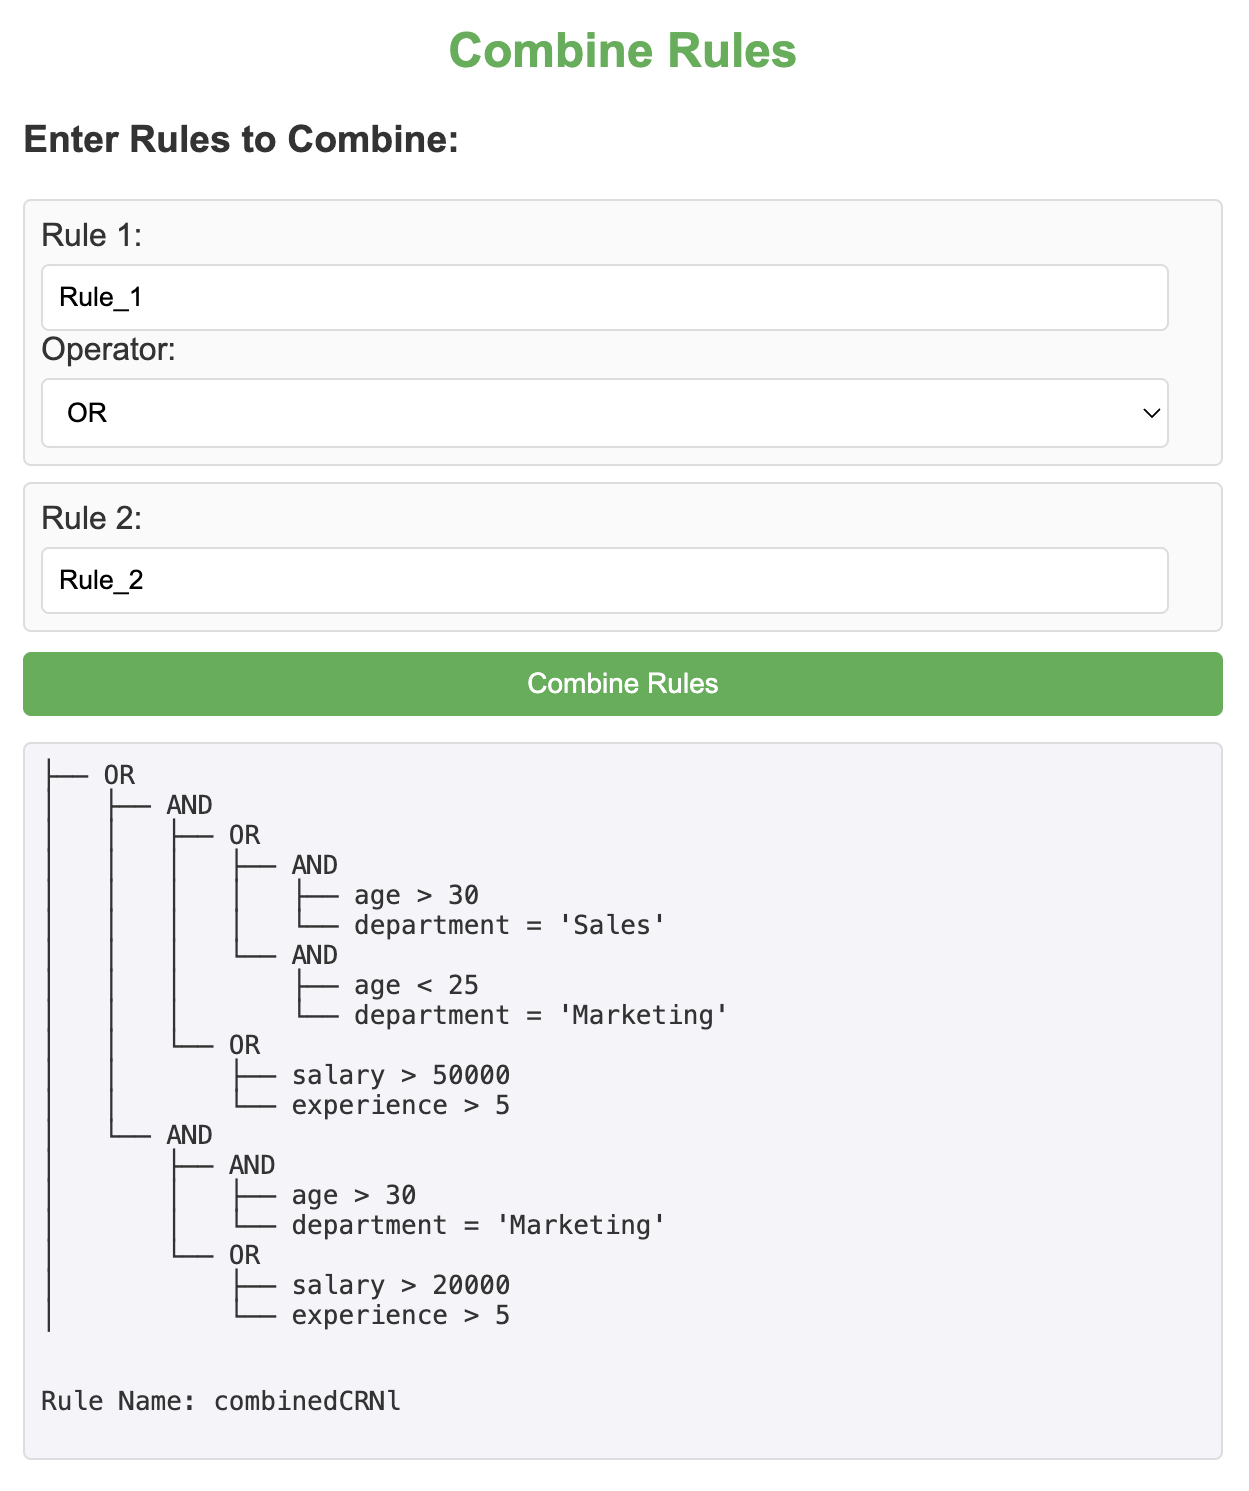 Combine Rules
Enter Rules to Combine:
Rule 1:
Rule_1
Operator:
OR
Rule 2:
Rule_2
Combine Rules
├── OR
│   ├── AND
│   │   ├── OR
│   │   │   ├── AND
│   │   │   │   ├── age > 30
│   │   │   │   └── department = 'Sales'
│   │   │   └── AND
│   │   │       ├── age < 25
│   │   │       └── department = 'Marketing'
│   │   └── OR
│   │       ├── salary > 50000
│   │       └── experience > 5
│   └── AND
│       ├── AND
│       │   ├── age > 30
│       │   └── department = 'Marketing'
│       └── OR
│           ├── salary > 20000
│           └── experience > 5
Rule Name: combinedCRNl